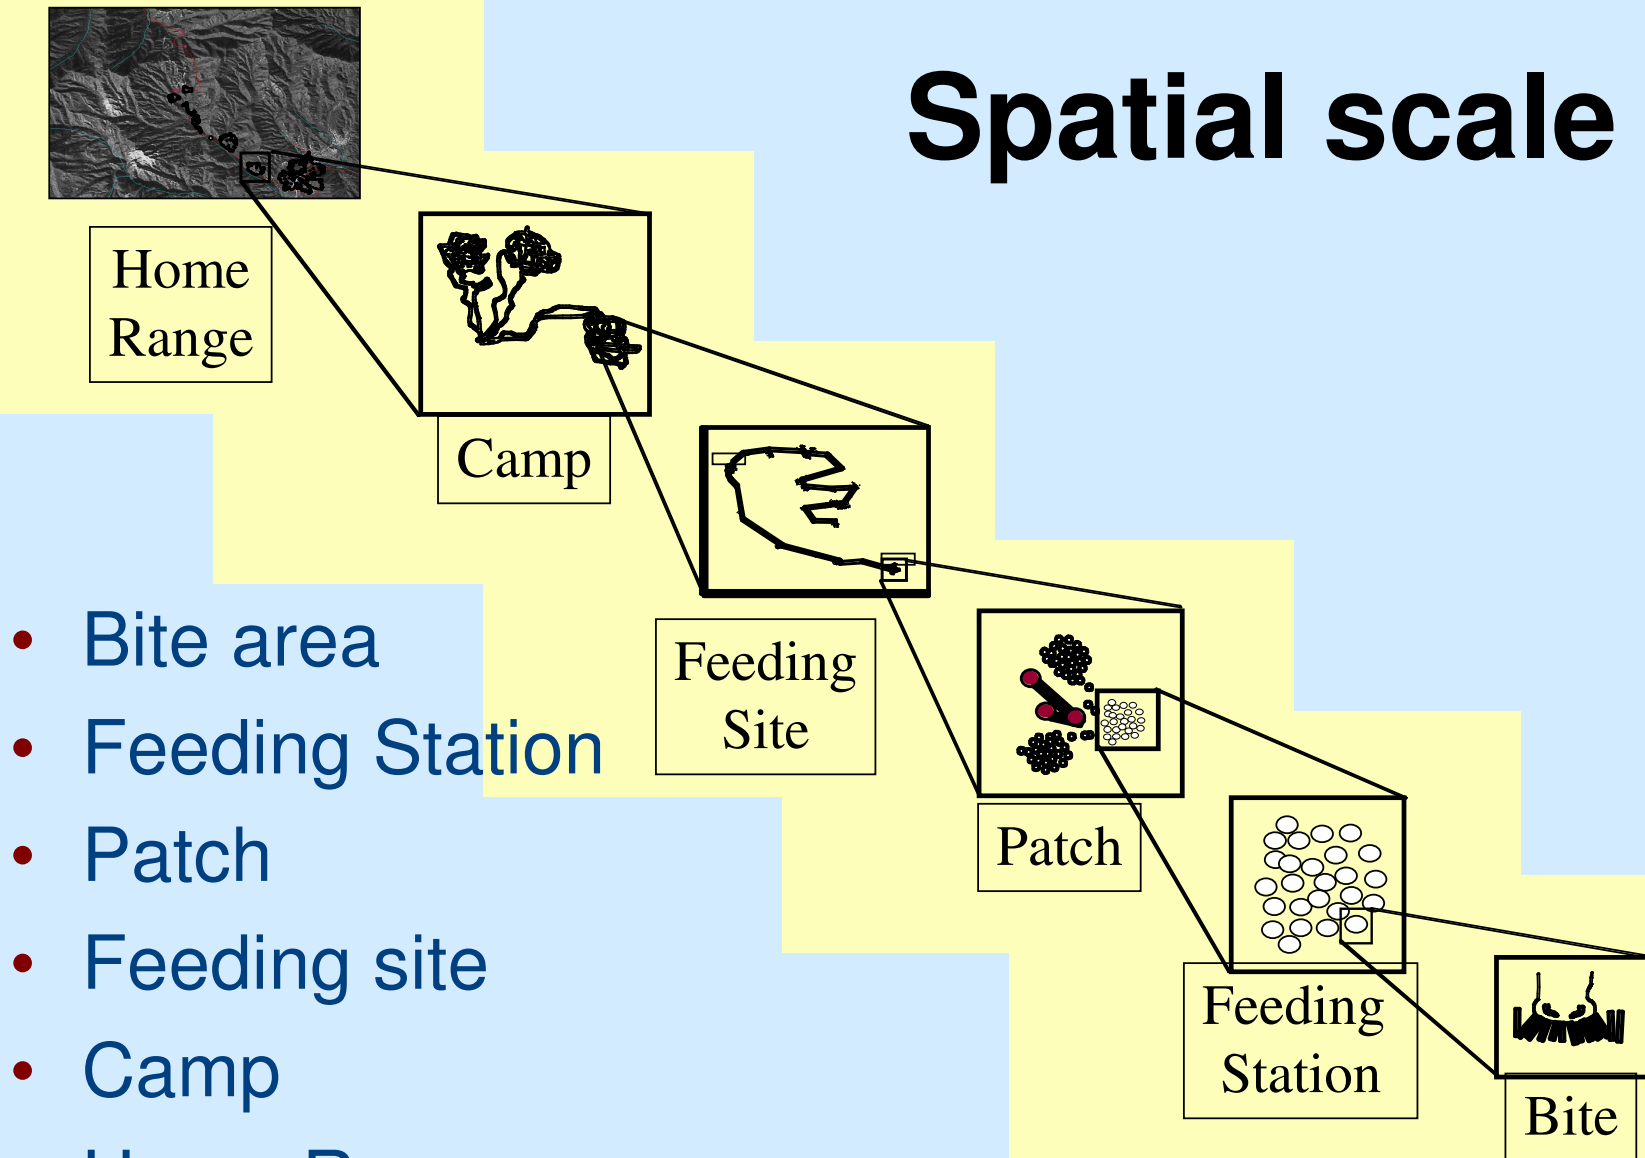 Spatial scale
Home
Range
Camp
Feeding
Site
Patch
Feeding
Station
Bite
• Bite area
• Feeding Station
• Patch
• Feeding site
• Camp